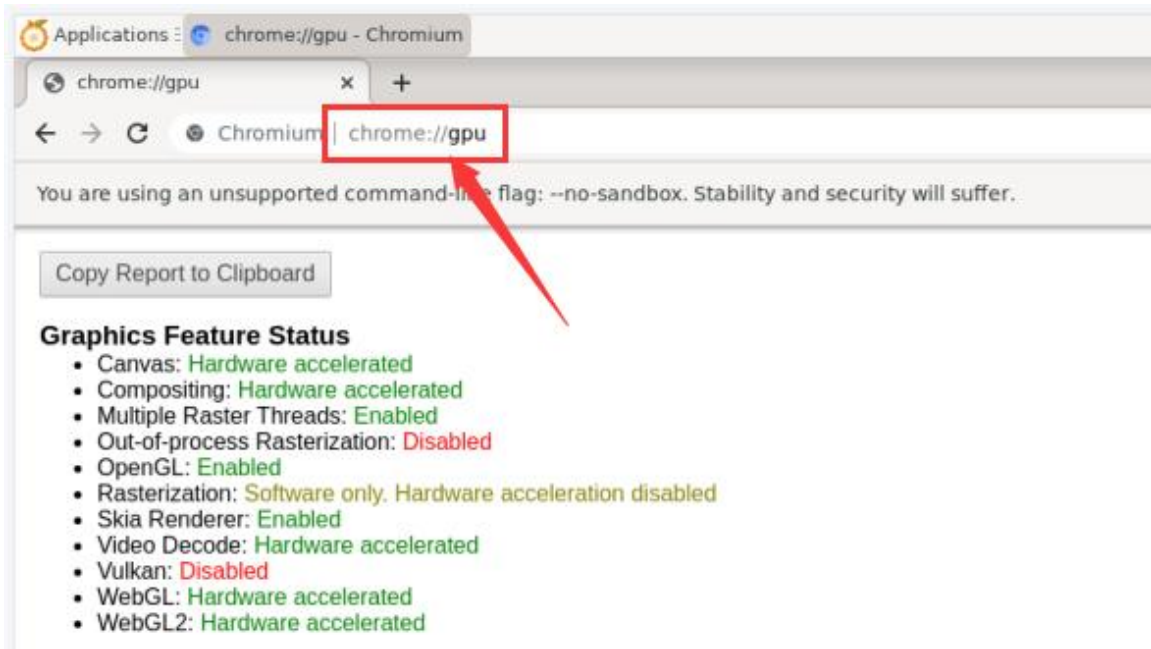 Applications : chrome://gpu - Chromium
chrome://gpu × +
Chromium | chrome://gpu
You are using an unsupported command-line flag: --no-sandbox. Stability and security will suffer.
Copy Report to Clipboard
Graphics Feature Status
• Canvas: Hardware accelerated
• Compositing: Hardware accelerated
• Multiple Raster Threads: Enabled
• Out-of-process Rasterization: Disabled
• OpenGL: Enabled
• Rasterization: Software only. Hardware acceleration disabled
• Skia Renderer: Enabled
• Video Decode: Hardware accelerated
• Vulkan: Disabled
• WebGL: Hardware accelerated
• WebGL2: Hardware accelerated